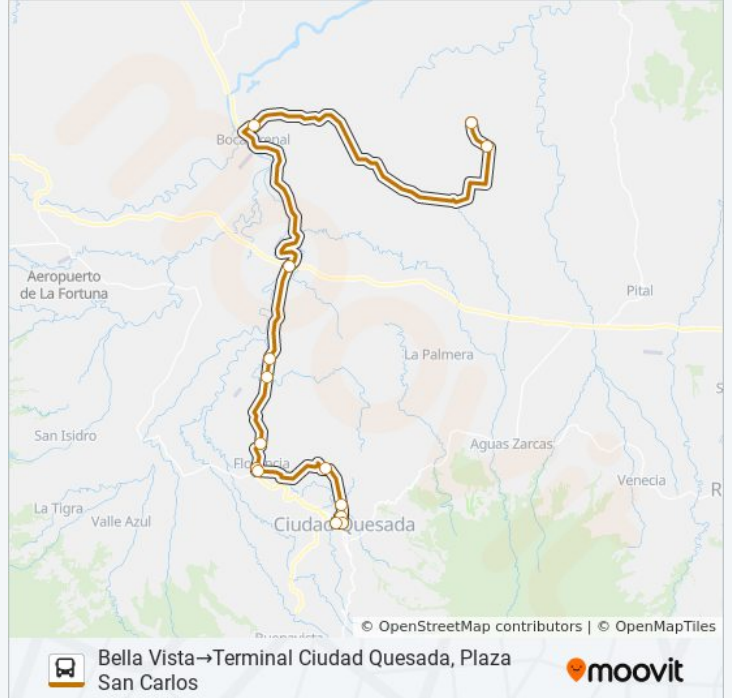 Boca Arenal
Aeropuerto
de La Fortuna
Pital
La Palmera
San Isidro
Aguas Zarcas
Florencia
Venecia
R
La Tigra
Valle Azul
Ciudad Quesada
Buenavista
© OpenStreetMap contributors | © OpenMapTiles
Bella Vista→Terminal Ciudad Quesada, Plaza
San Carlos
moovit